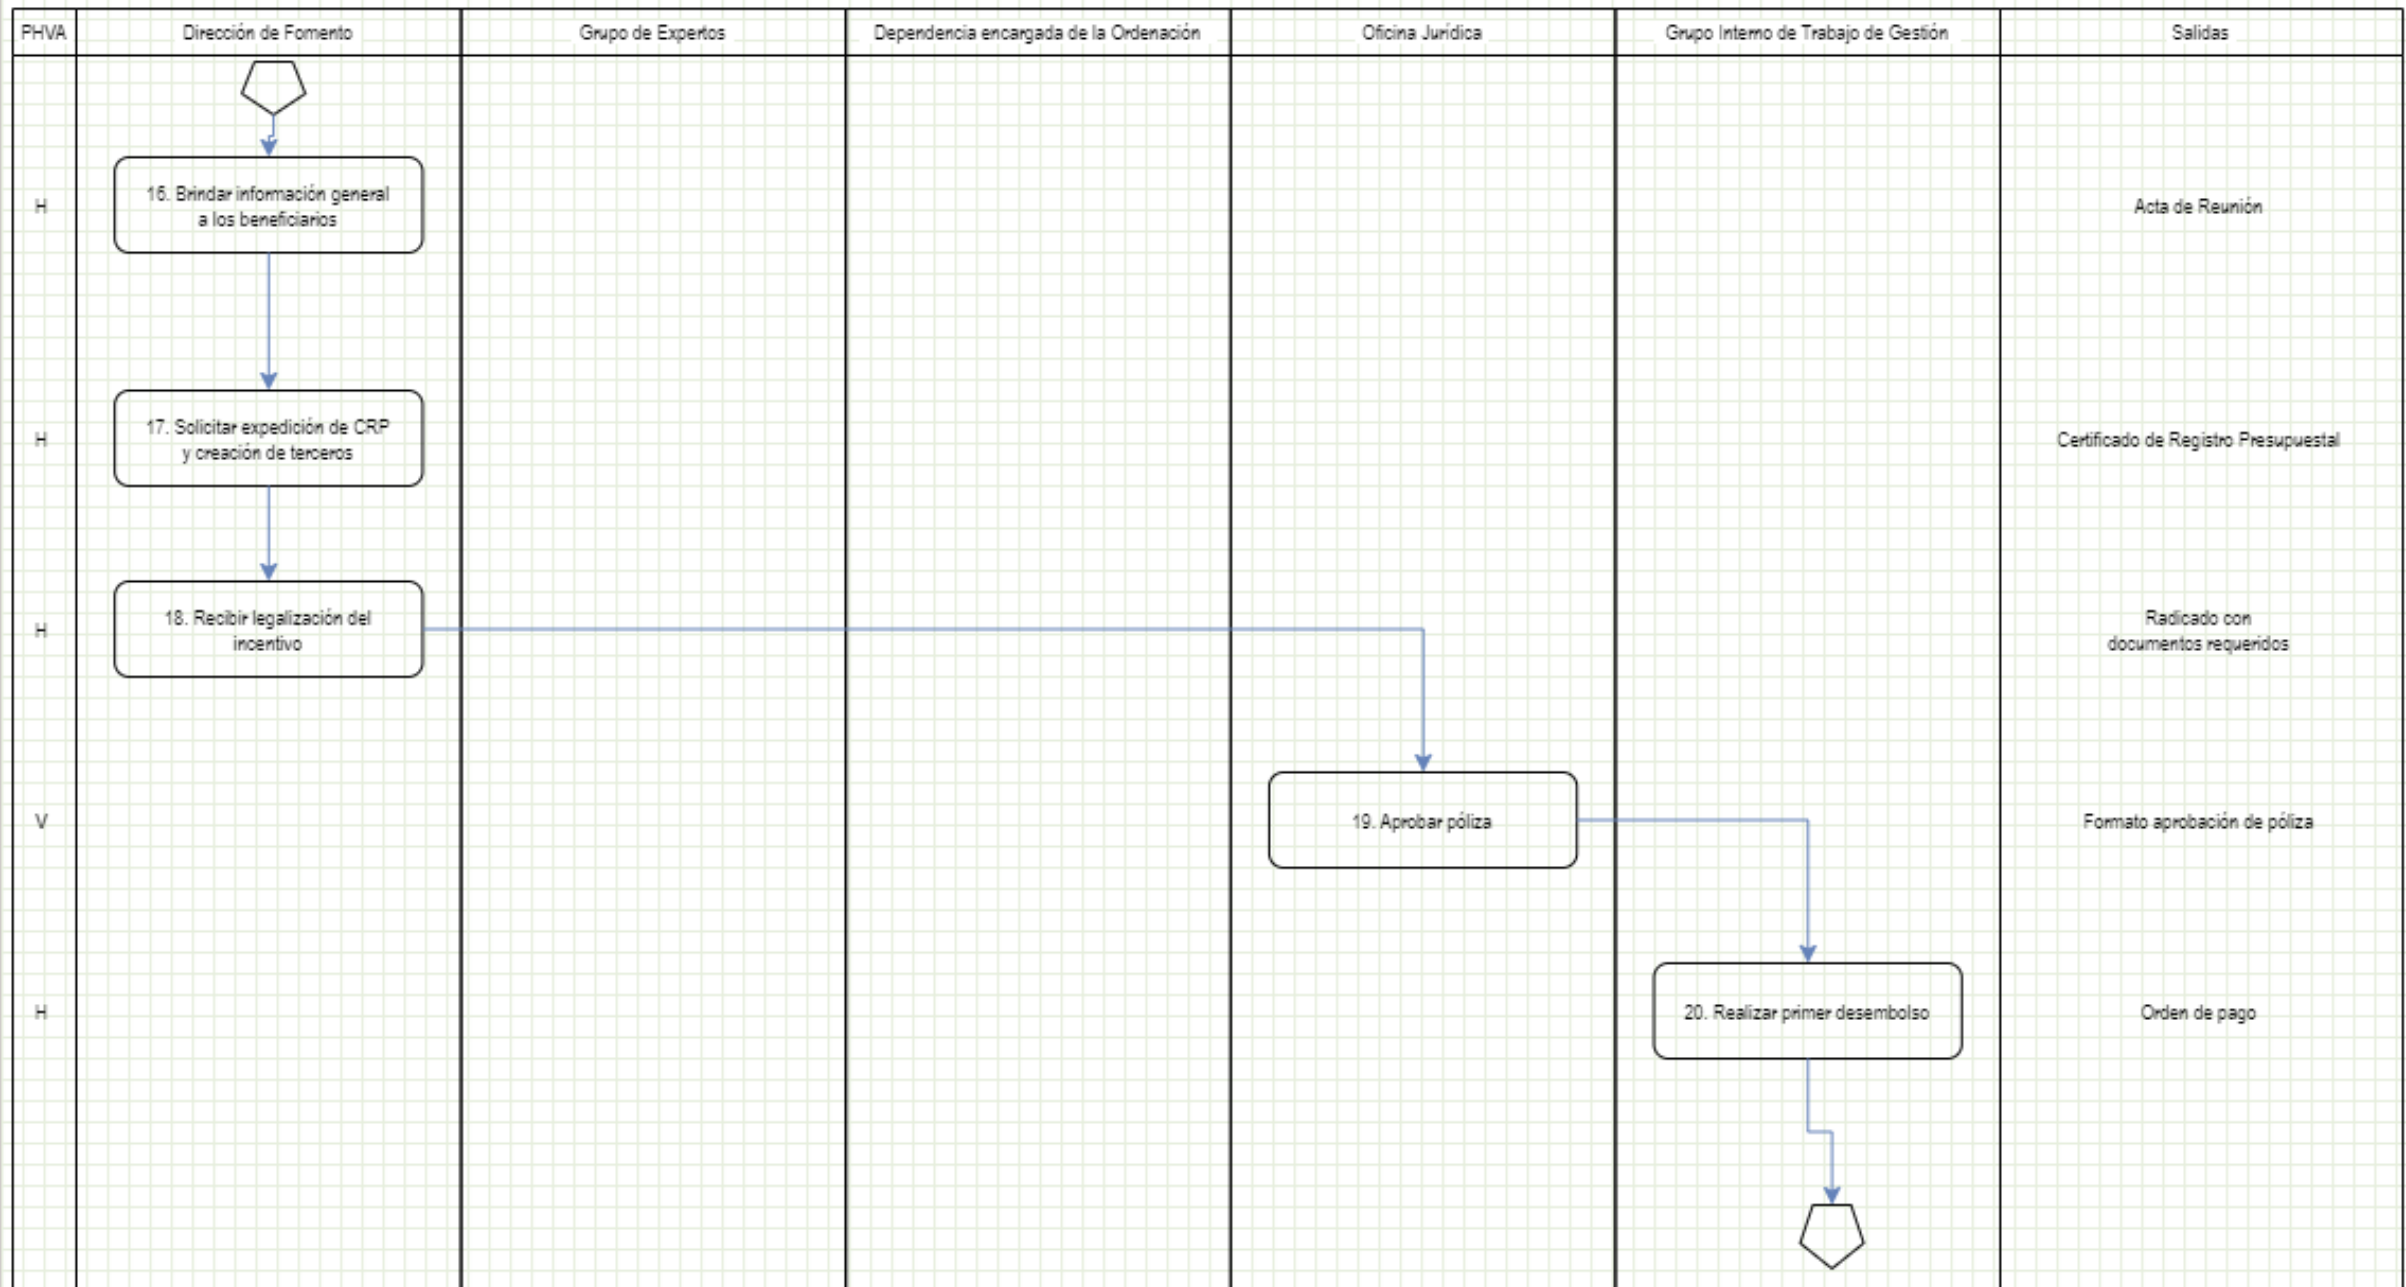 PHVA
Dirección de Fomento
Grupo de Expertos
Dependencia encargada de la Ordenación
Oficina Jurídica
Grupo Interno de Trabajo de Gestión
Salidas
H
16. Brindar información general
a los beneficiarios
Acta de Reunión
H
17. Solicitar expedición de CRP
y creación de terceros
Certificado de Registro Presupuestal
H
18. Recibir legalización del
incentivo
Radicado con
documentos requeridos
V
19. Aprobar póliza
Formato aprobación de póliza
H
20. Realizar primer desembolso
Orden de pago